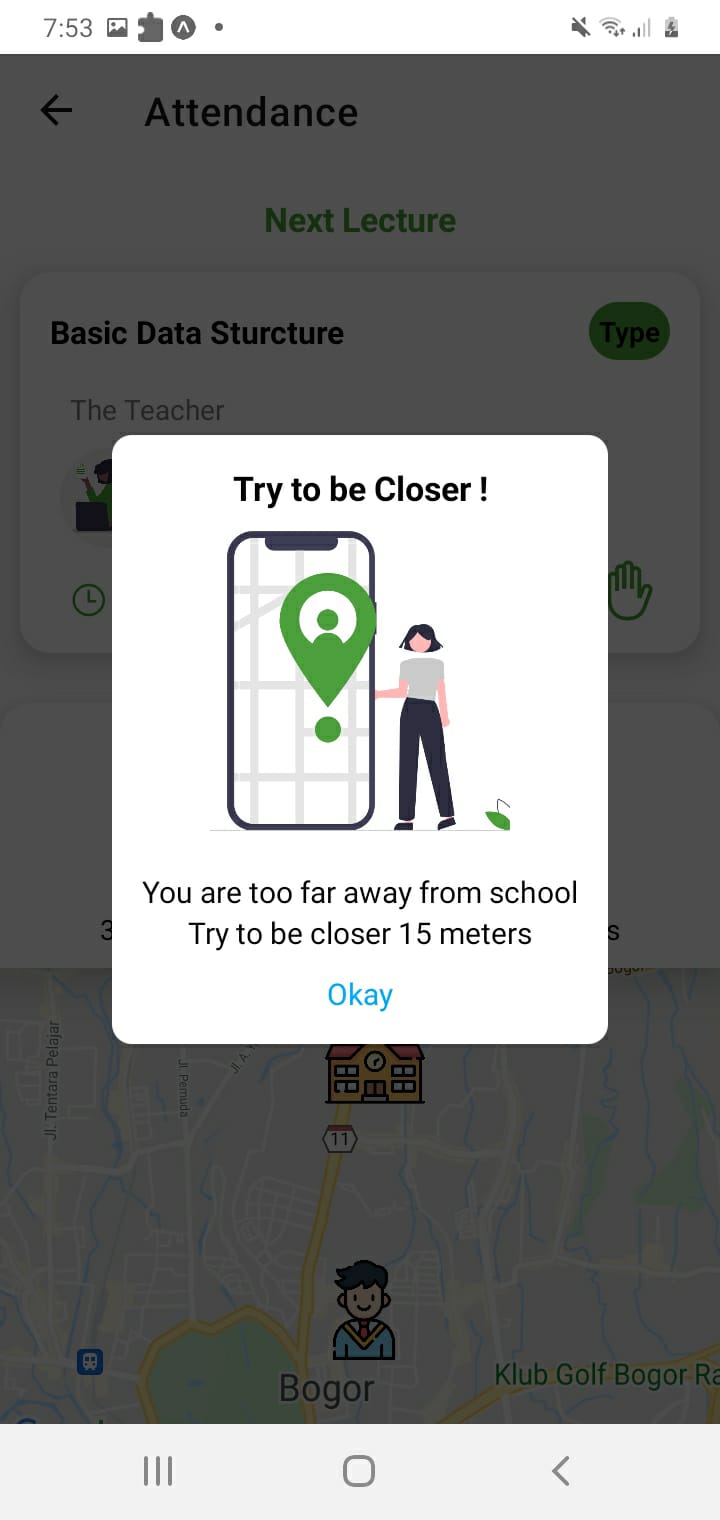 7:53
Attendance
Next Lecture
Basic Data Sturcture
Type
The Teacher
Try to be Closer !
You are too far away from school
Try to be closer 15 meters
Okay
3
s
Jl. Tentara Pelajar
Jl. Pemuda
11
Bogor
Klub Golf Bogor Ra